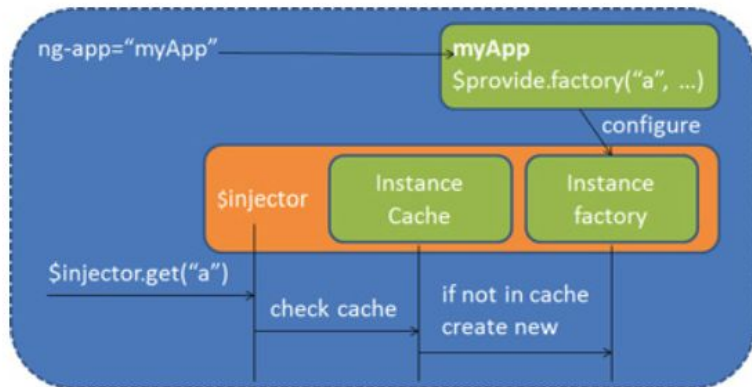 ng-app=“myApp”
myApp
$provide.factory(“a”, ...)
configure
$injector
Instance
Cache
Instance
factory
$injector.get(“a”)
check cache
if not in cache
create new